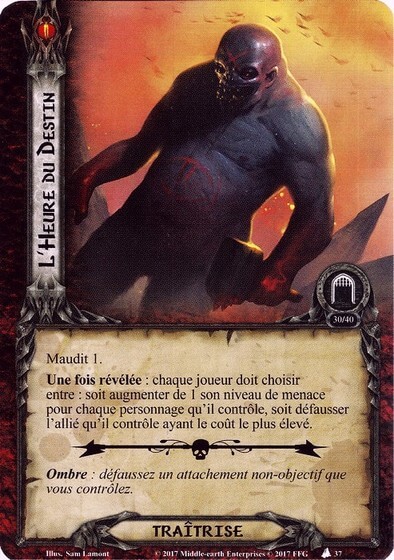 L'Heure du Destin
30/40
Maudit 1.
Une fois révélée : chaque joueur doit choisir
entre : soit augmenter de 1 son niveau de menace
pour chaque personnage qu'il contrôle, soit défausser
l'allié qu'il contrôle ayant le coût le plus élevé.
Ombre : défaussez un attachement non-objectif que
vous contrôlez.
TRAÎTRISE
Illus. Sam Lamont © 2017 Middle-earth Enterprises © 2017 FFG 37